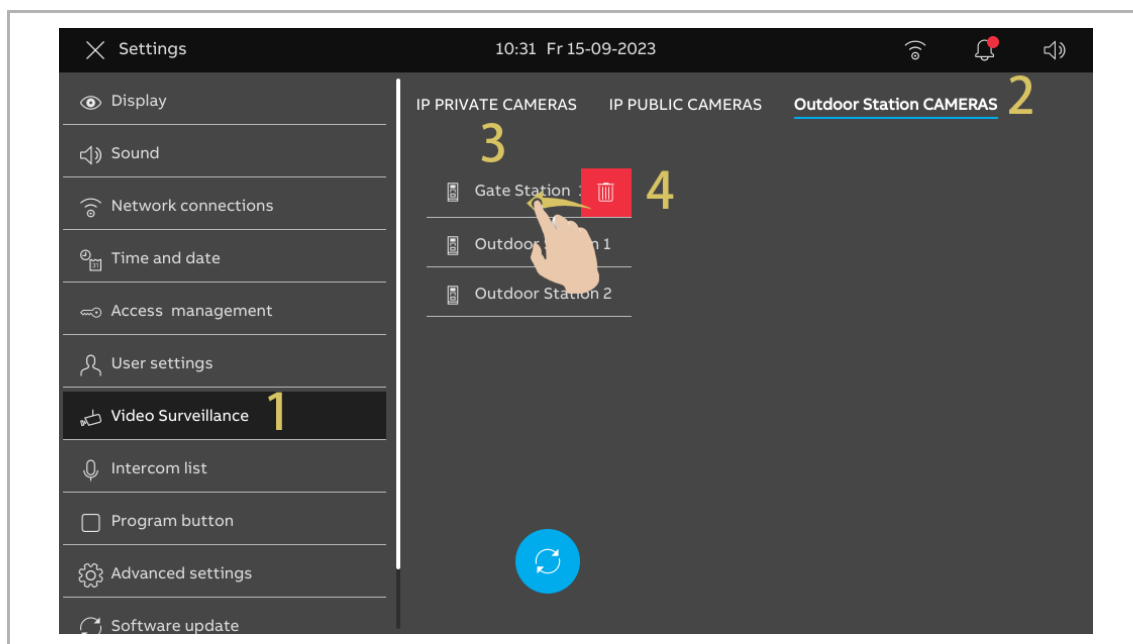 Settings
10:31 Fr 15-09-2023
Display
Sound
Network connections
Time and date
Access management
User settings
Video Surveillance 1
Intercom list
Program button
Advanced settings
Software update
IP PRIVATE CAMERAS IP PUBLIC CAMERAS Outdoor Station CAMERAS 2
3
Gate Station 4
Outdoor 1
Outdoor Station 2